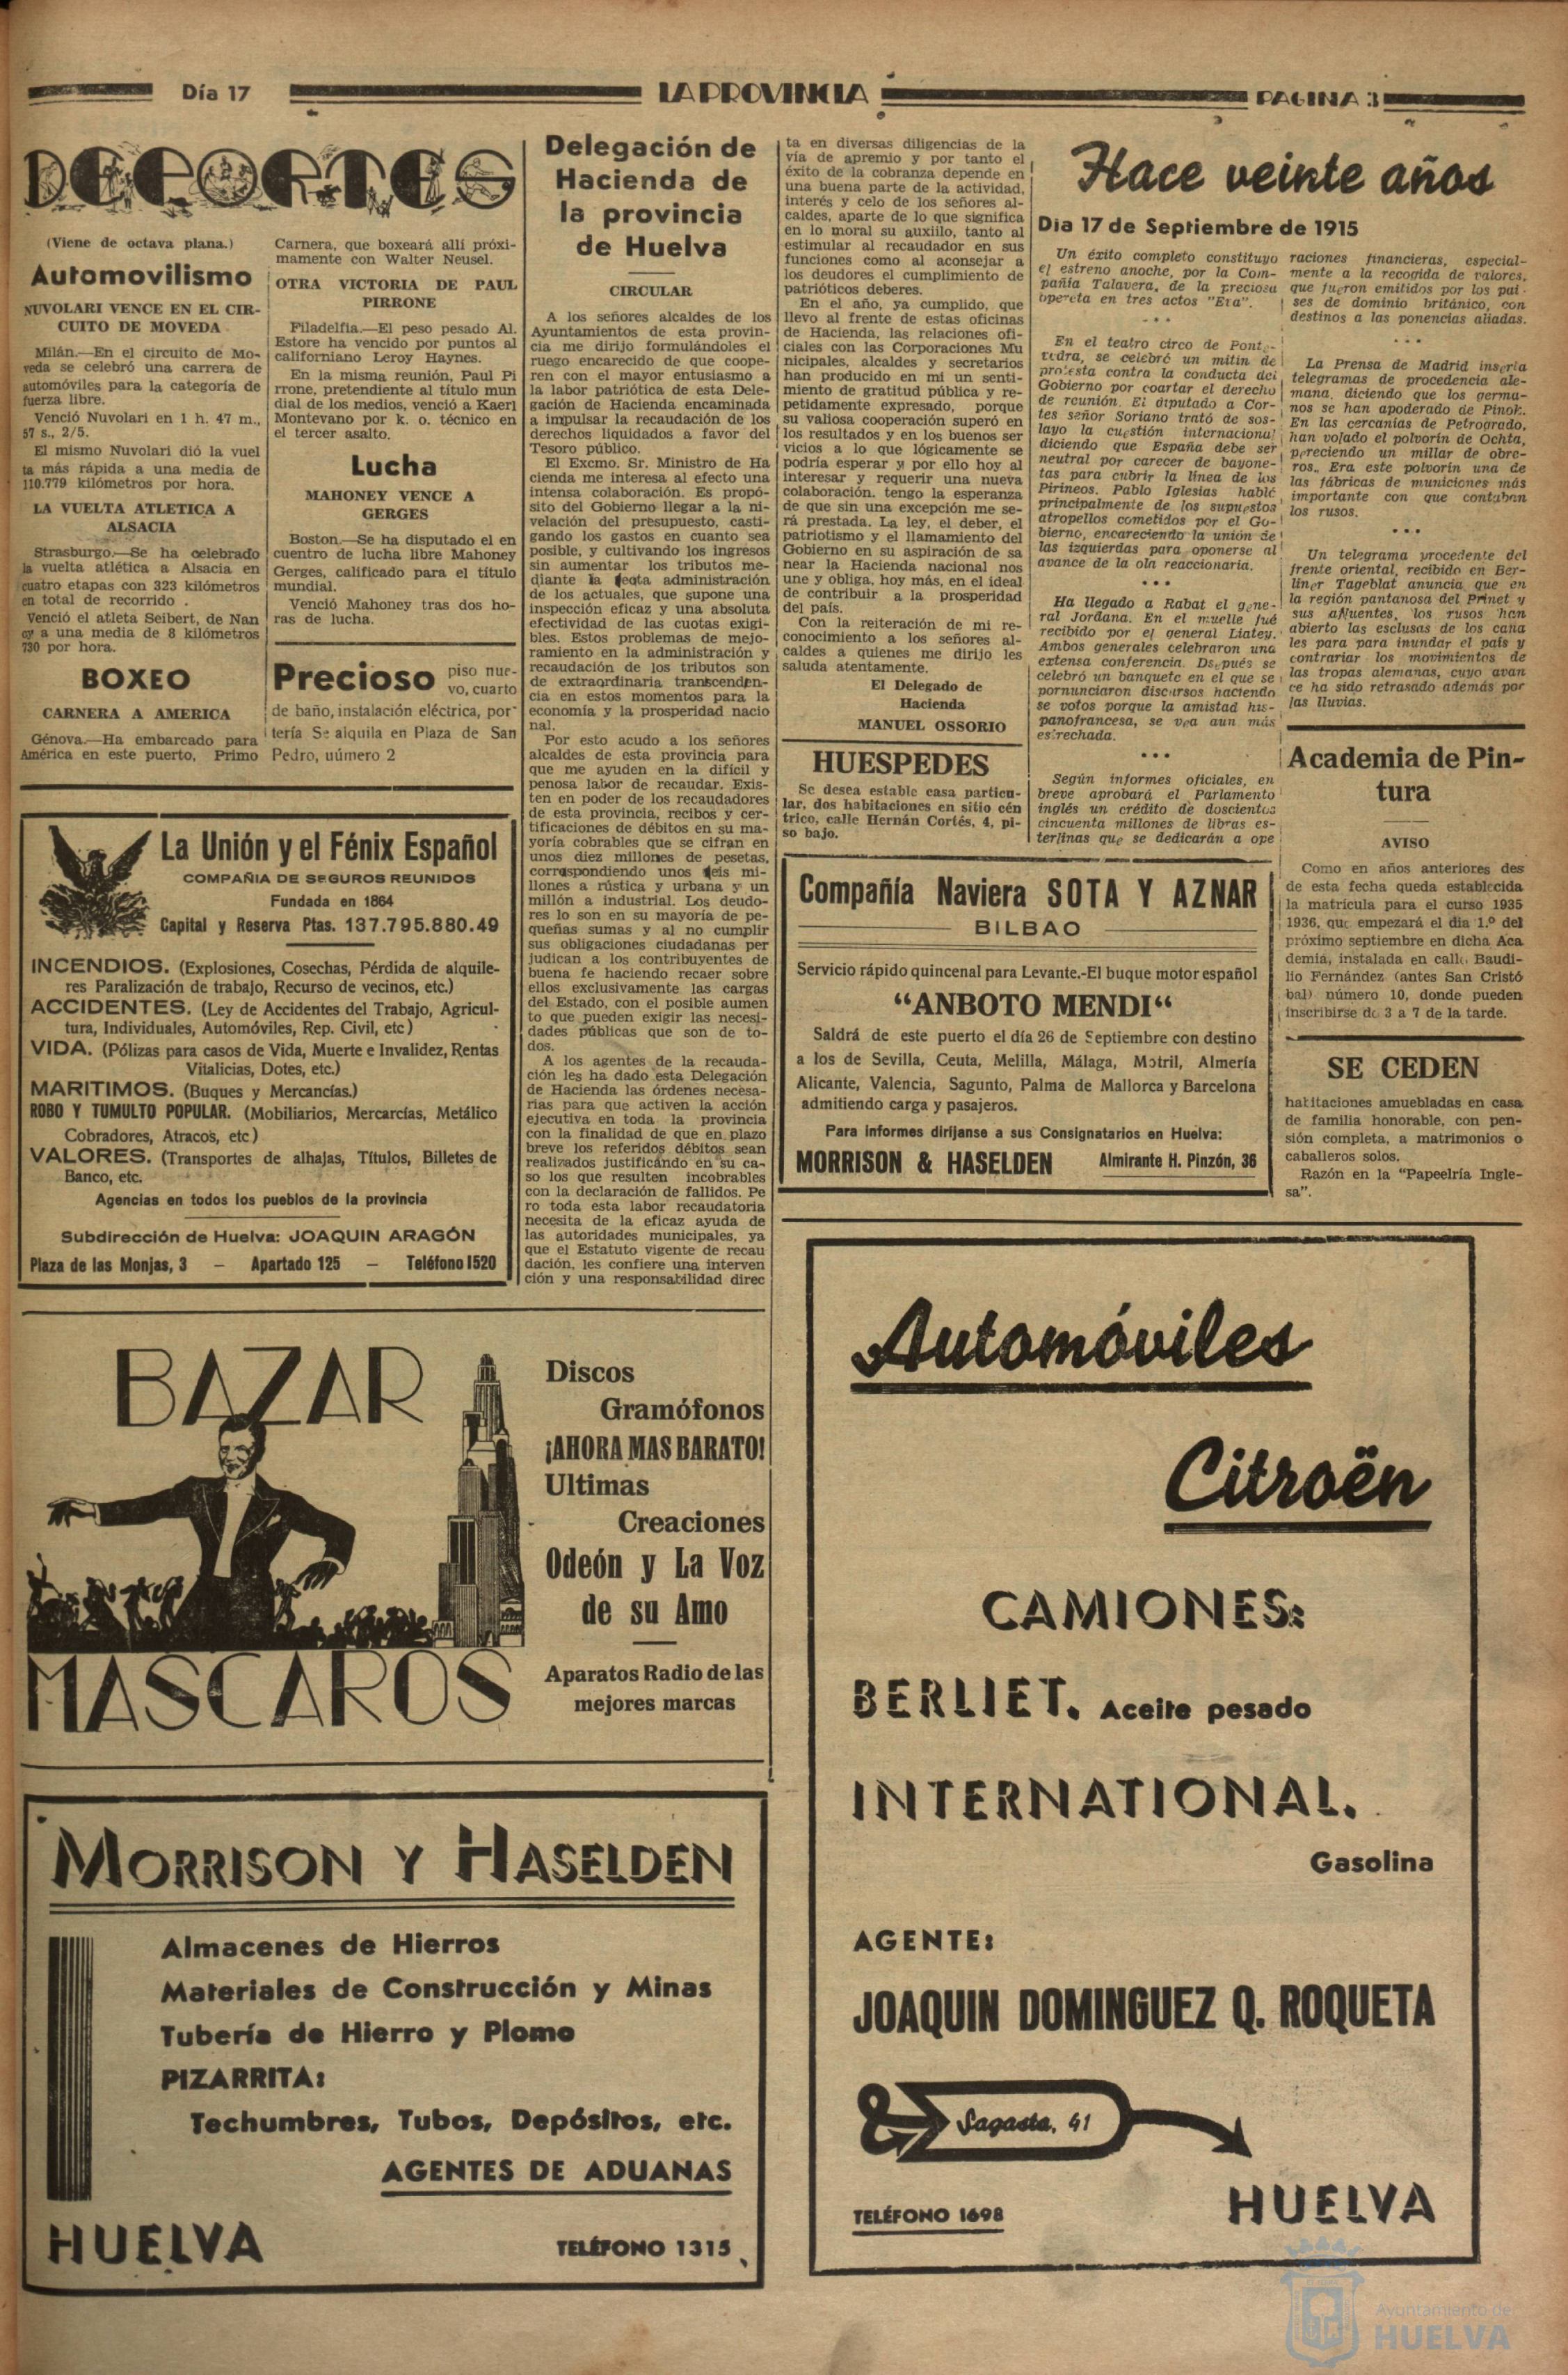 Día 17
LA PROVINCIA
PAGINA 3
DEPORTES
(Viene de octava plana.)
Automovilismo
NUVOLARI VENCE EN EL CIR-
CUITO DE MOVEDA
Milán.—En el circuito de Mo-
veda se celebró una carrera de
automóviles para la categoría de
fuerza libre.
Venció Nuvolari en 1 h. 47 m.,
57 s., 2/5.
El mismo Nuvolari dió la vuel
ta más rápida a una media de
110.779 kilómetros por hora.
LA VUELTA ATLETICA A
ALSACIA
Strasburgo.—Se ha celebrado
la vuelta atlética a Alsacia en
cuatro etapas con 323 kilómetros
en total de recorrido .
Venció el atleta Seibert, de Nan
cy a una media de 8 kilómetros
730 por hora.
BOXEO
CARNERA A AMERICA
Génova.—Ha embarcado para
América en este puerto, Primo
Carnera, que boxeará allí próxi-
mamente con Walter Neusel.
OTRA VICTORIA DE PAUL
PIRRONE
Filadelfia.—El peso pesado Al.
Estore ha vencido por puntos al
californiano Leroy Haynes.
En la misma reunión, Paul Pi
rrone, pretendiente al título mun
dial de los medios, venció a Kaerl
Montevano por k. o. técnico en
el tercer asalto.
Lucha
MAHONEY VENCE A
GERGES
Boston.—Se ha disputado el en
cuentro de lucha libre Mahoney
Gerges, calificado para el título
mundial.
Venció Mahoney tras dos ho-
ras de lucha.
Precioso piso nue-
vo, cuarto
de baño, instalación eléctrica, por-
tería Se alquila en Plaza de San
Pedro, uúmero 2
La Unión y el Fénix Español
COMPAÑIA DE SEGUROS REUNIDOS
Fundada en 1864
Capital y Reserva Ptas. 137.795.880.49
INCENDIOS. (Explosiones, Cosechas, Pérdida de alquile-
res Paralización de trabajo, Recurso de vecinos, etc.)
ACCIDENTES. (Ley de Accidentes del Trabajo, Agricul-
tura, Individuales, Automóviles, Rep. Civil, etc)
VIDA. (Pólizas para casos de Vida, Muerte e Invalidez, Rentas
Vitalicias, Dotes, etc.)
MARITIMOS. (Buques y Mercancías.)
ROBO Y TUMULTO POPULAR. (Mobiliarios, Mercarcías, Metálico
Cobradores, Atracos, etc)
VALORES. (Transportes de alhajas, Títulos, Billetes de
Banco, etc.
Agencias en todos los pueblos de la provincia
Subdirección de Huelva: JOAQUIN ARAGÓN
Plaza de las Monjas, 3 — Apartado 125 — Teléfono 1520
Delegación de
Hacienda de
la provincia
de Huelva
CIRCULAR
A los señores alcaldes de los
Ayuntamientos de esta provin-
cia me dirijo formulándoles el
ruego encarecido de que coope-
ren con el mayor entusiasmo a
la labor patriótica de esta Dele-
gación de Hacienda encaminada
a impulsar la recaudación de los
derechos liquidados a favor del
Tesoro público.
El Excmo. Sr. Ministro de Ha
cienda me interesa al efecto una
intensa colaboración. Es propó-
sito del Gobierno llegar a la ni-
velación del presupuesto, casti-
gando los gastos en cuanto sea
posible, y cultivando los ingresos
sin aumentar los tributos me-
diante la recta administración
de los actuales, que supone una
inspección eficaz y una absoluta
efectividad de las cuotas exigi-
bles. Estos problemas de mejo-
ramiento en la administración y
recaudación de los tributos son
de extraordinaria transcenden-
cia en estos momentos para la
economía y la prosperidad nacio
nal.
Por esto acudo a los señores
alcaldes de esta provincia para
que me ayuden en la difícil y
penosa labor de recaudar. Exis-
ten en poder de los recaudadores
de esta provincia, recibos y cer-
tificaciones de débitos en su ma-
yoría cobrables que se cifran en
unos diez millones de pesetas,
correspondiendo unos seis mi-
llones a rústica y urbana y un
millón a industrial. Los deudo-
res lo son en su mayoría de pe-
queñas sumas y al no cumplir
sus obligaciones ciudadanas per
judican a los contribuyentes de
buena fe haciendo recaer sobre
ellos exclusivamente las cargas
del Estado, con el posible aumen
to que pueden exigir las necesi-
dades públicas que son de to-
dos.
A los agentes de la recauda-
ción les ha dado esta Delegación
de Hacienda las órdenes necesa-
rias para que activen la acción
ejecutiva en toda la provincia
con la finalidad de que en plazo
breve los referidos débitos sean
realizados justificándo en su ca-
so los que resulten incobrables
con la declaración de fallidos. Pe
ro toda esta labor recaudatoria
necesita de la eficaz ayuda de
las autoridades municipales, ya
que el Estatuto vigente de recau
dación, les confiere una interven
ción y una responsabilidad direc
ta en diversas diligencias de la
vía de apremio y por tanto el
éxito de la cobranza depende en
una buena parte de la actividad,
interés y celo de los señores al-
caldes, aparte de lo que significa
en lo moral su auxiilo, tanto al
estimular al recaudador en sus
funciones como al aconsejar a
los deudores el cumplimiento de
patrióticos deberes.
En el año, ya cumplido, que
llevo al frente de estas oficinas
de Hacienda, las relaciones ofi-
ciales con las Corporaciones Mu
nicipales, alcaldes y secretarios
han producido en mi un senti-
miento de gratitud pública y re-
petidamente expresado, porque
su valiosa cooperación superó en
los resultados y en los buenos ser
vicios a lo que lógicamente se
podría esperar y por ello hoy al
interesar y requerir una nueva
colaboración. tengo la esperanza
de que sin una excepción me se-
rá prestada. La ley, el deber, el
patriotismo y el llamamiento del
Gobierno en su aspiración de sa
near la Hacienda nacional nos
une y obliga, hoy más, en el ideal
de contribuir a la prosperidad
del país.
Con la reiteración de mi re-
conocimiento a los señores al-
caldes a quienes me dirijo les
saluda atentamente.
El Delegado de
Hacienda
MANUEL OSSORIO
HUESPEDES
Se desea estable casa particu-
lar, dos habitaciones en sitio cén
trico, calle Hernán Cortés, 4, pi-
so bajo.
Hace veinte años
Dia 17 de Septiembre de 1915
Un éxito completo constituyo
el estreno anoche, por la Com-
pañía Talavera, de la preciosa
opereta en tres actos "Eva".
***
En el teatro circo de Ponte-
vedra, se celebró un mitin de
protesta contra la conducta del
Gobierno por coartar el derecho
de reunión. El diputado a Cor-
tes señor Soriano trató de sos-
layo la cuestión internacional
diciendo que España debe ser
neutral por carecer de bayone-
tas para cubrir la línea de los
Pirineos. Pablo Iglesias habló
principalmente de los supuestos
atropellos cometidos por el Go-
bierno, encareciendo la unión de
las izquierdas para oponerse al
avance de la ola reaccionaria.
***
Ha llegado a Rabat el gene-
ral Jordana. En el muelle fué
recibido por el general Liatey.
Ambos generales celebraron una
extensa conferencia. Después se
celebró un banquete en el que se
pornunciaron discursos haciendo
se votos porque la amistad his-
panofrancesa, se vea aun más
estrechada.
***
Según informes oficiales, en
breve aprobará el Parlamento
inglés un crédito de doscientos
cincuenta millones de libras es-
terlinas que se dedicarán a ope
raciones financieras, especial-
mente a la recogida de valores,
que fueron emitidos por los paí-
ses de dominio británico, con
destinos a las ponencias aliadas.
***
La Prensa de Madrid inserta
telegramas de procedencia ale-
mana, diciendo que los germa-
nos se han apoderado de Pinok.
En las cercanías de Petrogrado,
han volado el polvorín de Ochta,
pereciendo un millar de obre-
ros.. Era este polvorín una de
las fábricas de municiones más
importante con que contaban
los rusos.
***
Un telegrama procedente del
frente oriental, recibido en Ber-
liner Tageblat anuncia que en
la región pantanosa del Prinet y
sus afluentes, los rusos han
abierto las esclusas de los cana
les para para inundar el país y
contrariar los movimientos de
las tropas alemanas, cuyo avan
ce ha sido retrasado además por
las lluvias.
Academia de Pin-
tura
AVISO
Como en años anteriores des
de esta fecha queda establecida
la matrícula para el curso 1935
1936, que empezará el día 1.º del
próximo septiembre en dicha Aca
demia, instalada en calle Baudi-
lio Fernández (antes San Cristó
bal) número 10, donde pueden
inscribirse de 3 a 7 de la tarde.
SE CEDEN
habitaciones amuebladas en casa
de familia honorable, con pen-
sión completa, a matrimonios o
caballeros solos.
Razón en la "Papeelría Ingle-
sa".
Compañía Naviera SOTA Y AZNAR
BILBAO
Servicio rápido quincenal para Levante.-El buque motor español
“ANBOTO MENDI“
Saldrá de este puerto el día 26 de Septiembre con destino
a los de Sevilla, Ceuta, Melilla, Málaga, Motril, Almería
Alicante, Valencia, Sagunto, Palma de Mallorca y Barcelona
admitiendo carga y pasajeros.
Para informes diríjanse a sus Consignatarios en Huelva:
MORRISON & HASELDEN Almirante H. Pinzón, 36
BAZAR
MASCAROS
Discos
Gramófonos
¡AHORA MAS BARATO!
Ultimas
Creaciones
Odeón y La Voz
de su Amo
Aparatos Radio de las
mejores marcas
MORRISON Y HASELDEN
Almacenes de Hierros
Materiales de Construcción y Minas
Tubería de Hierro y Plomo
PIZARRITA:
Techumbres, Tubos, Depósitos, etc.
AGENTES DE ADUANAS
HUELVA
TELÉFONO 1315
Automóviles
Citroën
CAMIONES:
BERLIET. Aceite pesado
INTERNATIONAL.
Gasolina
AGENTE:
JOAQUIN DOMINGUEZ Q. ROQUETA
Sagasta, 41
TELÉFONO 1698
HUELVA
Ayuntamiento de
HUELVA